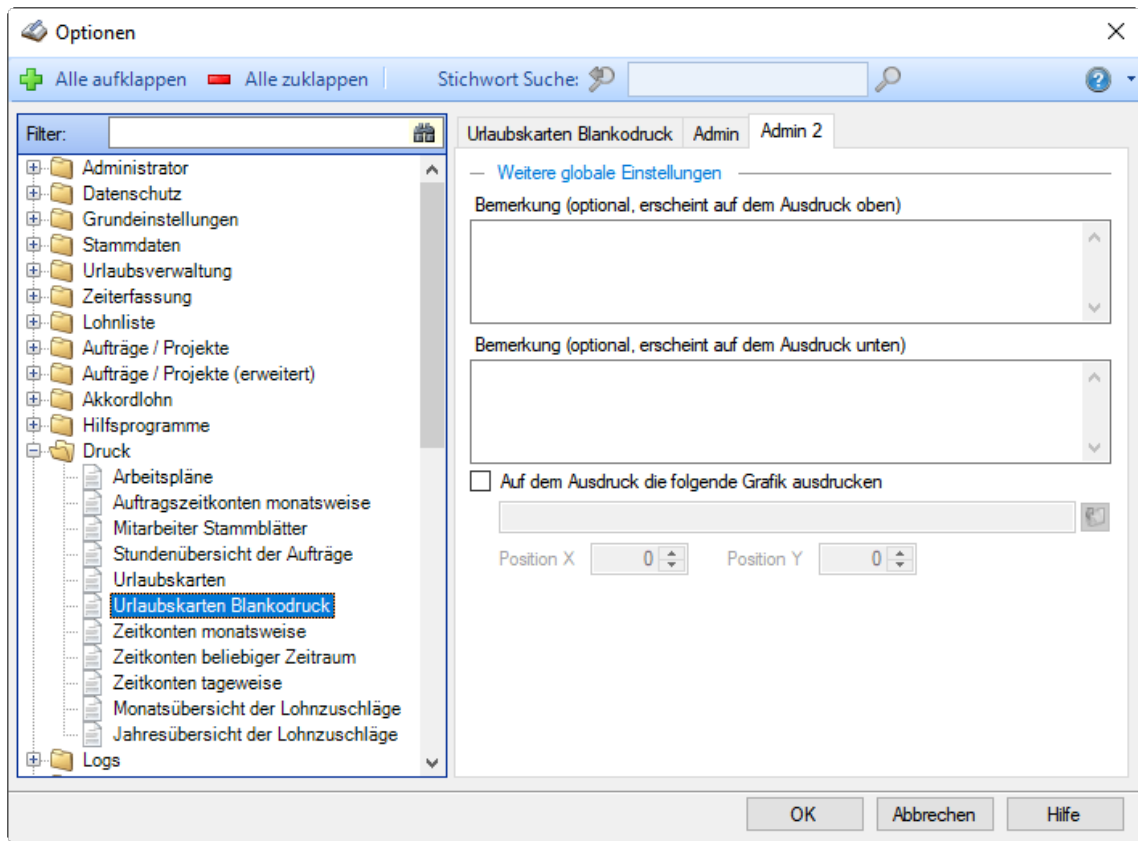 Optionen
Alle aufklappen Alle zuklappen Stichwort Suche:
Filter:
Administrator
Datenschutz
Grundeinstellungen
Stammdaten
Urlaubsverwaltung
Zeiterfassung
Lohnliste
Aufträge / Projekte
Aufträge / Projekte (erweitert)
Akkordlohn
Hilfsprogramme
Druck
Arbeitspläne
Auftragszeitkonten monatsweise
Mitarbeiter Stammblätter
Stundenübersicht der Aufträge
Urlaubskarten
Urlaubskarten Blankodruck
Zeitkonten monatsweise
Zeitkonten beliebiger Zeitraum
Zeitkonten tageweise
Monatsübersicht der Lohnzuschläge
Jahresübersicht der Lohnzuschläge
Logs
Urlaubskarten Blankodruck Admin Admin 2
Weitere globale Einstellungen
Bemerkung (optional, erscheint auf dem Ausdruck oben)
Bemerkung (optional, erscheint auf dem Ausdruck unten)
Auf dem Ausdruck die folgende Grafik ausdrucken
Position X 0 Position Y 0
OK Abbrechen Hilfe